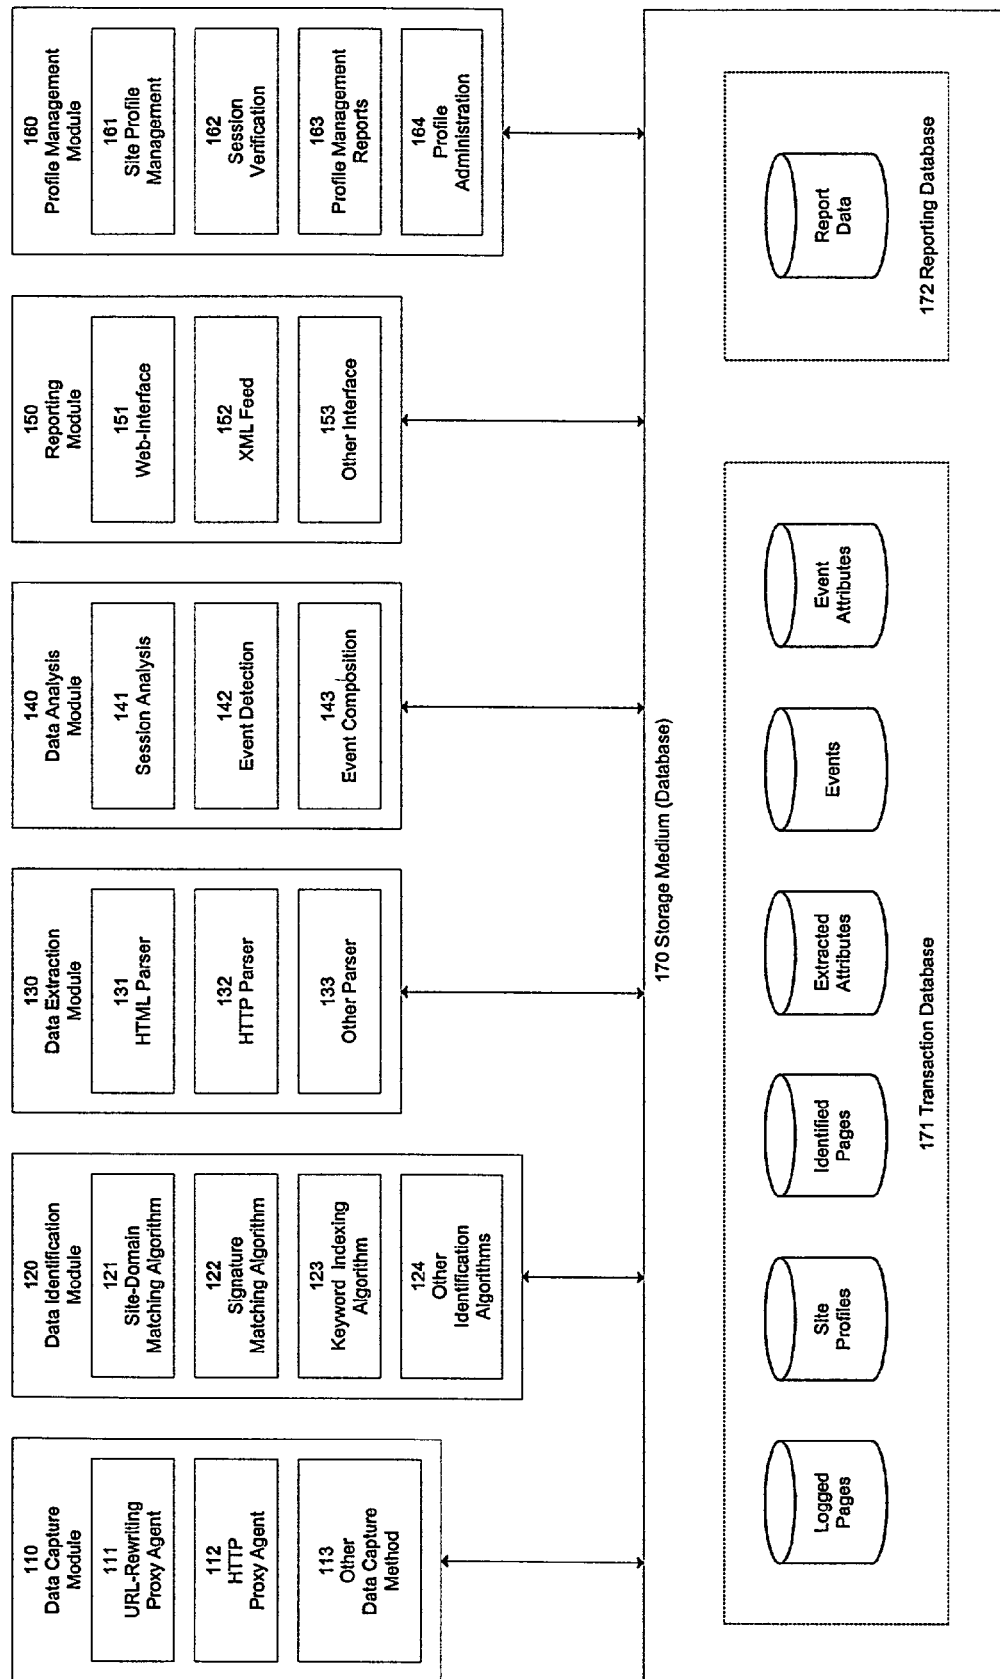 110
Data Capture
Module
111
URL-Rewriting
Proxy Agent
112
HTTP
Proxy Agent
113
Other
Data Capture
Method
120
Data Identification
Module
121
Site-Domain
Matching Algorithm
122
Signature
Matching Algorithm
123
Keyword Indexing
Algorithm
124
Other
Identification
Algorithms
130
Data Extraction
Module
131
HTML Parser
132
HTTP Parser
133
Other Parser
140
Data Analysis
Module
141
Session Analysis
142
Event Detection
143
Event Composition
150
Reporting
Module
151
Web-Interface
152
XML Feed
153
Other Interface
160
Profile Management
Module
161
Site Profile
Management
162
Session
Verification
163
Profile Management
Reports
164
Profile
Administration
170 Storage Medium (Database)
Logged
Pages
Site
Profiles
Identified
Pages
Extracted
Attributes
Events
Event
Attributes
171 Transaction Database
Report
Data
172 Reporting Database